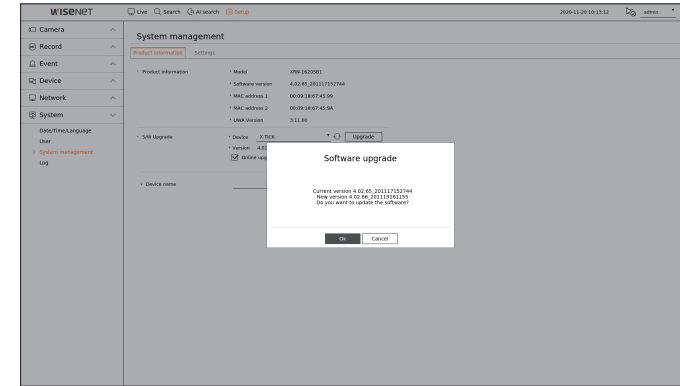 WISENET
Live Search AI search Setup 2020-11-20 10:13:12 admin
Camera
Record
Event
Device
Network
System
Date/Time/Language
User
System management
Log
System management
Product information Settings
Product information
Model XRN-1620SB1
Software version 4.02.65_201117152744
MAC address 1 00:09:18:67:45:99
MAC address 2 00:09:18:67:45:9A
UWA Version 3.11.00
S/W Upgrade
Device X TICK Upgrade
Version 4.02
Online upg
Device name
Software upgrade
Current version 4.02.65_201117152744
New version 4.02.66_201119161155
Do you want to update the software?
Ok Cancel